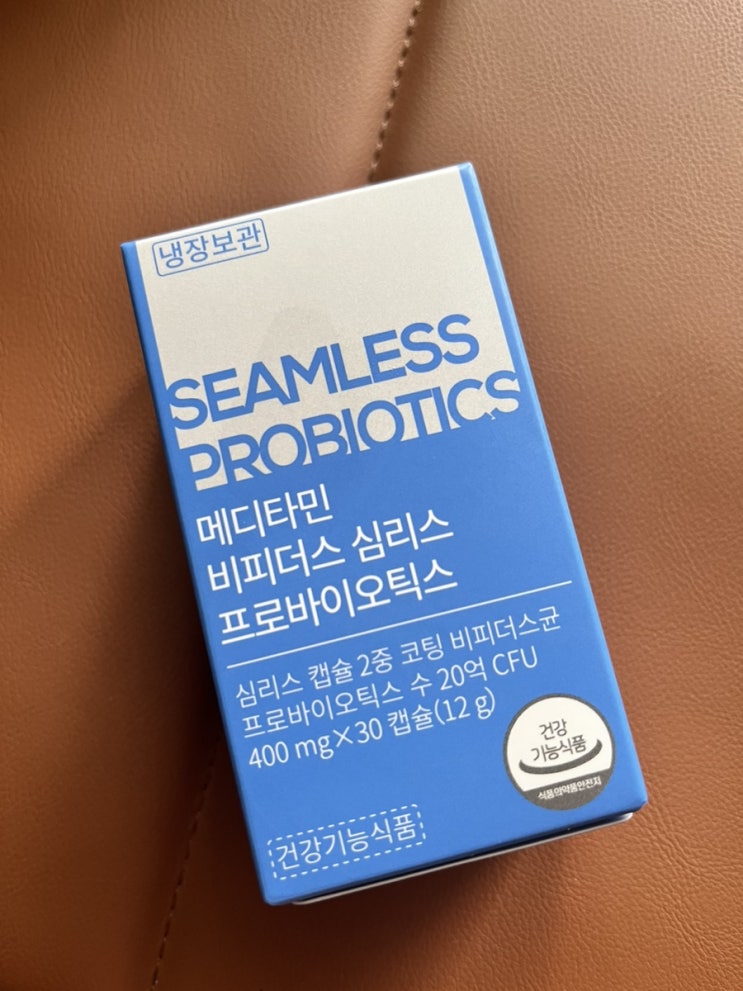 냉장보관
SEAMLESS
PROBIOTICS
메디타민
비피더스 심리스
프로바이오틱스
심리스 캡슐 2중 코팅 비피더스균
프로바이오틱스 수 20억 CFU
400 mg×30 캡슐(12 g)
건강
기능식품
식품의약품안전처
건강기능식품